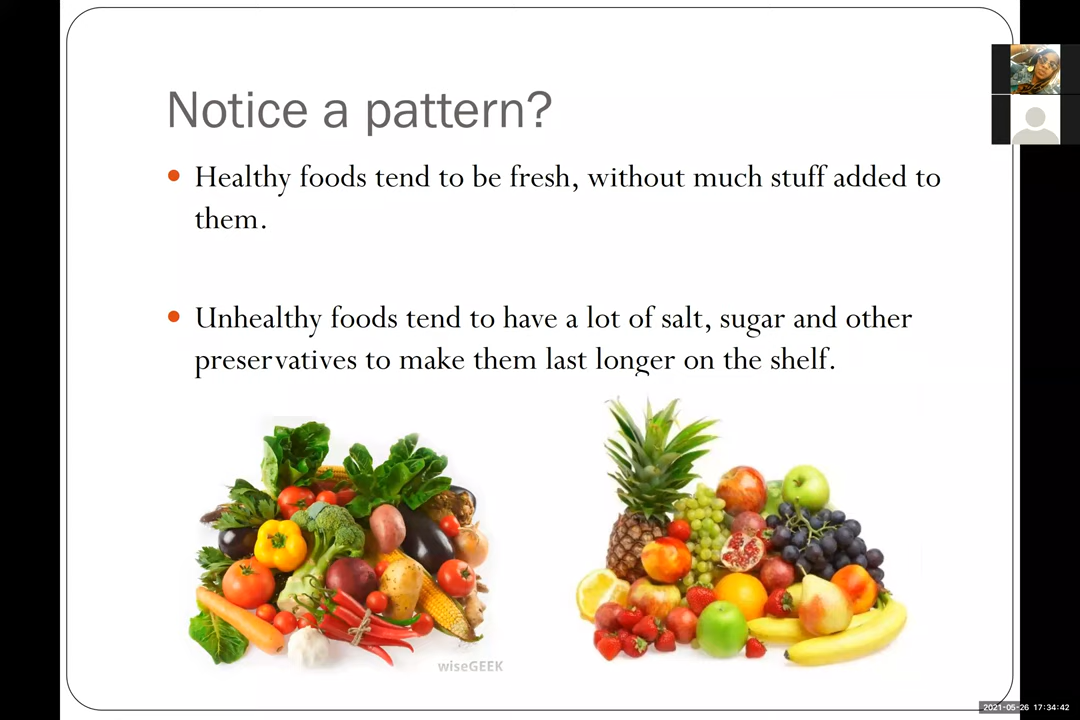 Notice a pattern?
• Healthy foods tend to be fresh, without much stuff added to
them.
• Unhealthy foods tend to have a lot of salt, sugar and other
preservatives to make them last longer on the shelf.
wiseGEEK
2021-05-26 17:34:42